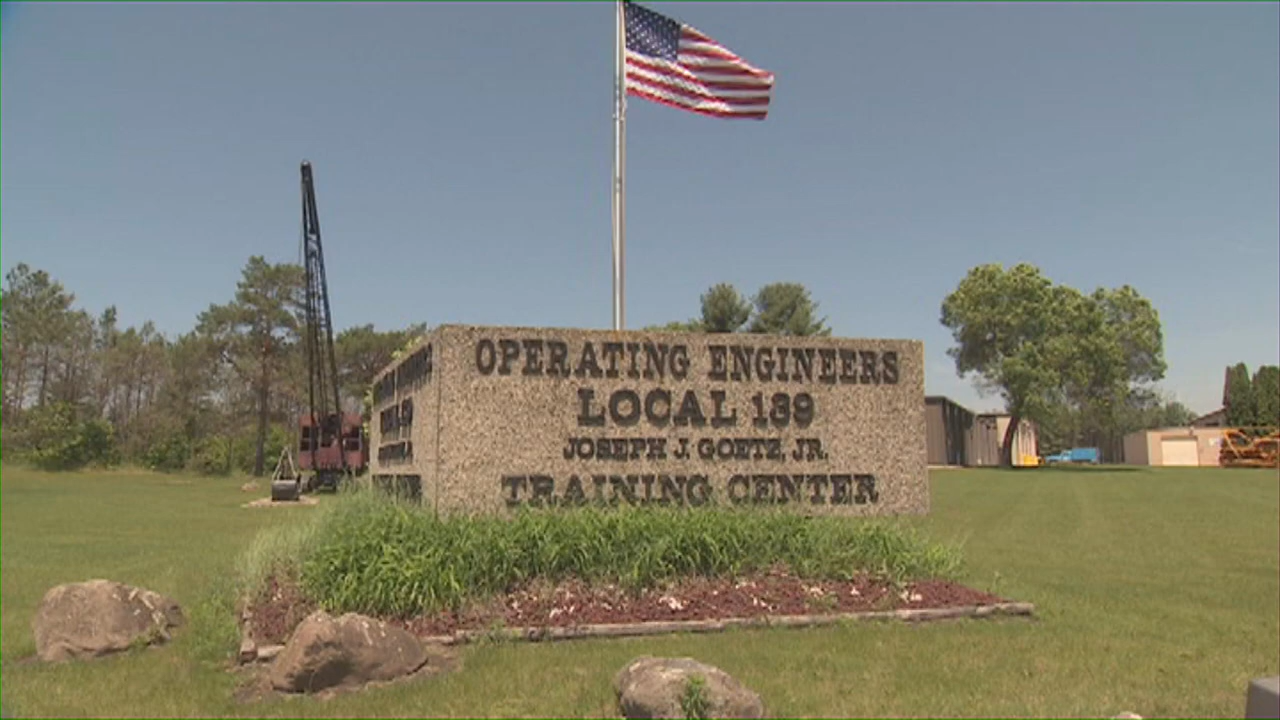 OPERATING ENGINEERS
LOCAL 139
JOSEPH J. GOETZ, JR.
TRAINING CENTER